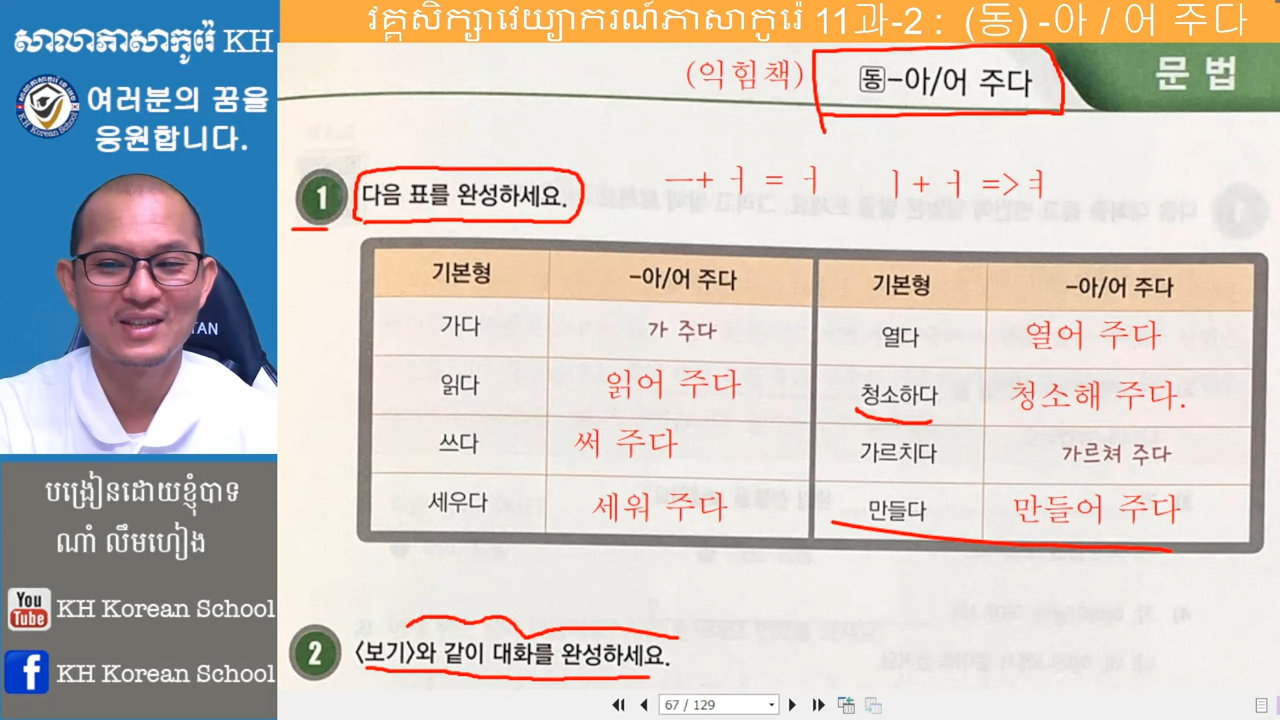 វគ្គសិក្សាវេយ្យាករណ៍ភាសាកូរ៉េ 11과-2 : (동) -아 / 어 주다
សាលាភាសាកូរ៉េ KH
여러분의 꿈을
응원합니다.
KH Korean School
(익힘책)
동-아/어 주다
문법
1 다음 표를 완성하세요.
ㅡ+ ㅓ = ㅓ ㅣ+ ㅓ => ㅕ
기본형 -아/어 주다 기본형 -아/어 주다
가다 가 주다 열다 열어 주다
읽다 읽어 주다 청소하다 청소해 주다.
쓰다 써 주다 가르치다 가르쳐 주다
세우다 세워 주다 만들다 만들어 주다
2 <보기>와 같이 대화를 완성하세요.
បង្រៀនដោយខ្ញុំបាទ
ណាំ លឹមហៀង
You Tube KH Korean School
f KH Korean School
67 / 129